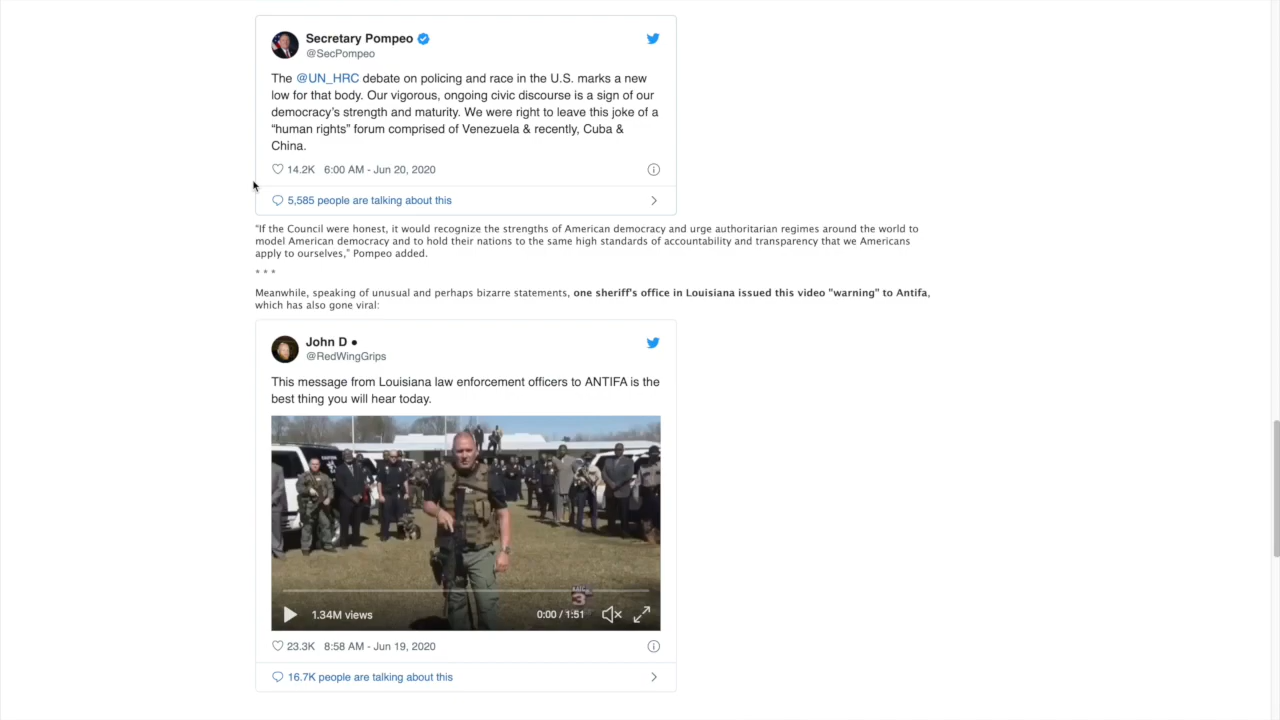 Secretary Pompeo
@SecPompeo
The @UN_HRC debate on policing and race in the U.S. marks a new
low for that body. Our vigorous, ongoing civic discourse is a sign of our
democracy's strength and maturity. We were right to leave this joke of a
“human rights” forum comprised of Venezuela & recently, Cuba &
China.
14.2K 6:00 AM - Jun 20, 2020
5,585 people are talking about this
"If the Council were honest, it would recognize the strengths of American democracy and urge authoritarian regimes around the world to
model American democracy and to hold their nations to the same high standards of accountability and transparency that we Americans
apply to ourselves," Pompeo added.
* * *
Meanwhile, speaking of unusual and perhaps bizarre statements, one sheriff's office in Louisiana issued this video "warning" to Antifa,
which has also gone viral:
John D ●
@RedWingGrips
This message from Louisiana law enforcement officers to ANTIFA is the
best thing you will hear today.
3
1.34M views 0:00 / 1:51
23.3K 8:58 AM - Jun 19, 2020
16.7K people are talking about this